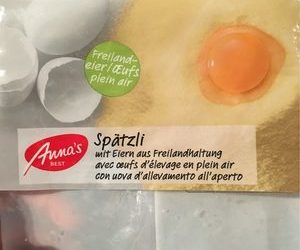 Freiland-
eier/Œufs
plein air
Anna's
BEST
Spätzli
mit Eiern aus Freilandhaltung
avec œufs d'élevage en plein air
con uova d'allevamento all'aperto